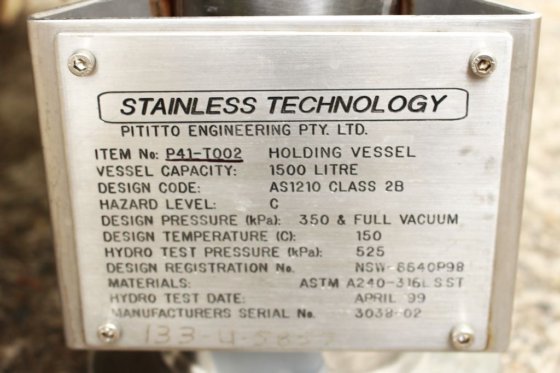 STAINLESS TECHNOLOGY
PITITTO ENGINEERING PTY. LTD.
ITEM No: P41-T002 HOLDING VESSEL
VESSEL CAPACITY: 1500 LITRE
DESIGN CODE: AS1210 CLASS 2B
HAZARD LEVEL: C
DESIGN PRESSURE (kPa): 350 & FULL VACUUM
DESIGN TEMPERATURE (C): 150
HYDRO TEST PRESSURE (kPa): 525
DESIGN REGISTRATION No. NSW-6640P98
MATERIALS: ASTM A240-316L S.ST
HYDRO TEST DATE: APRIL '99
MANUFACTURERS SERIAL No. 3038-02